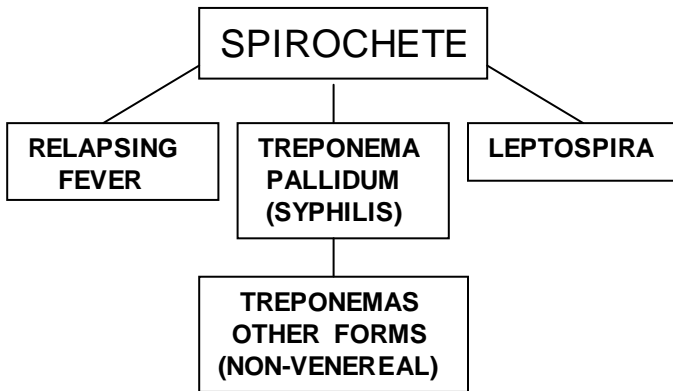 SPIROCHETE
RELAPSING
FEVER
TREPONEMA
PALLIDUM
(SYPHILIS)
LEPTOSPIRA
TREPONEMAS
OTHER FORMS
(NON-VENEREAL)